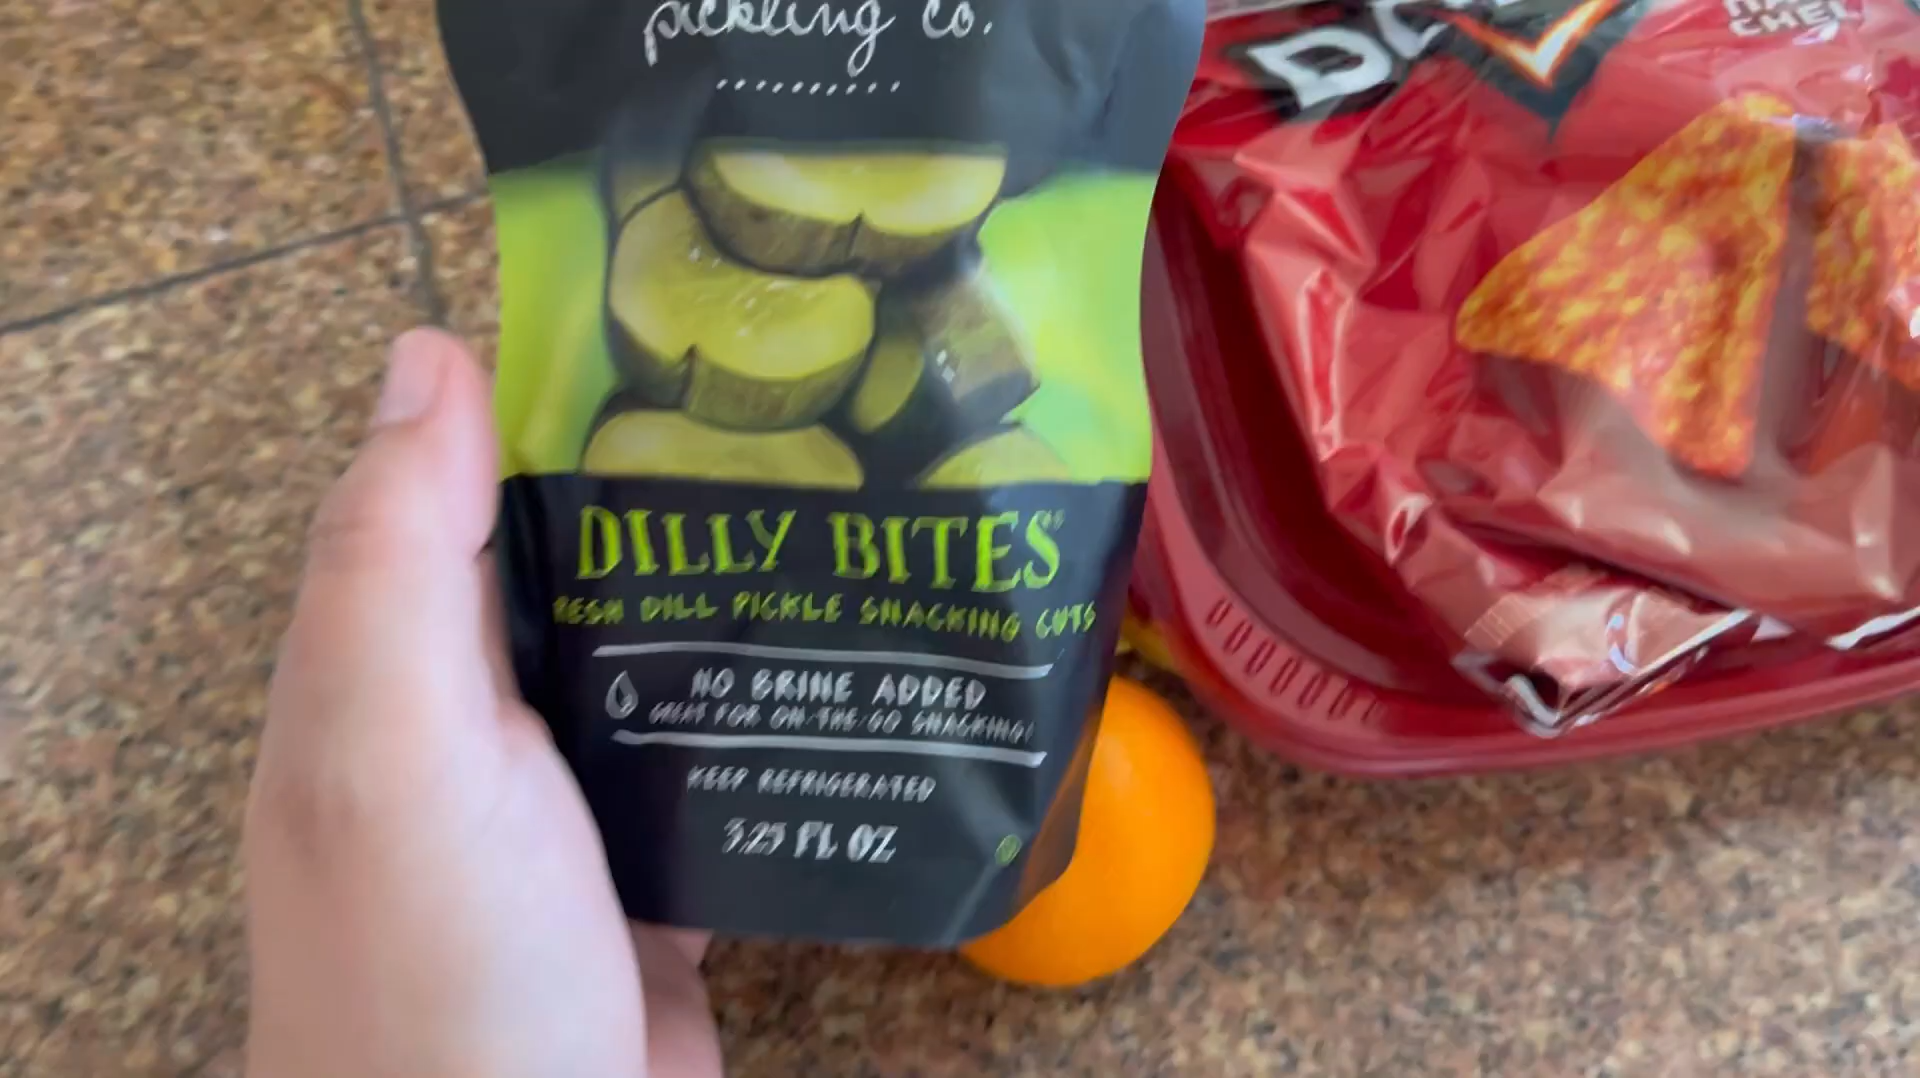 pickling co.
DILLY BITES®
FRESH DILL PICKLE SNACKING CUTS
NO BRINE ADDED
GREAT FOR ON-THE-GO SNACKING!
KEEP REFRIGERATED
3.25 FL OZ